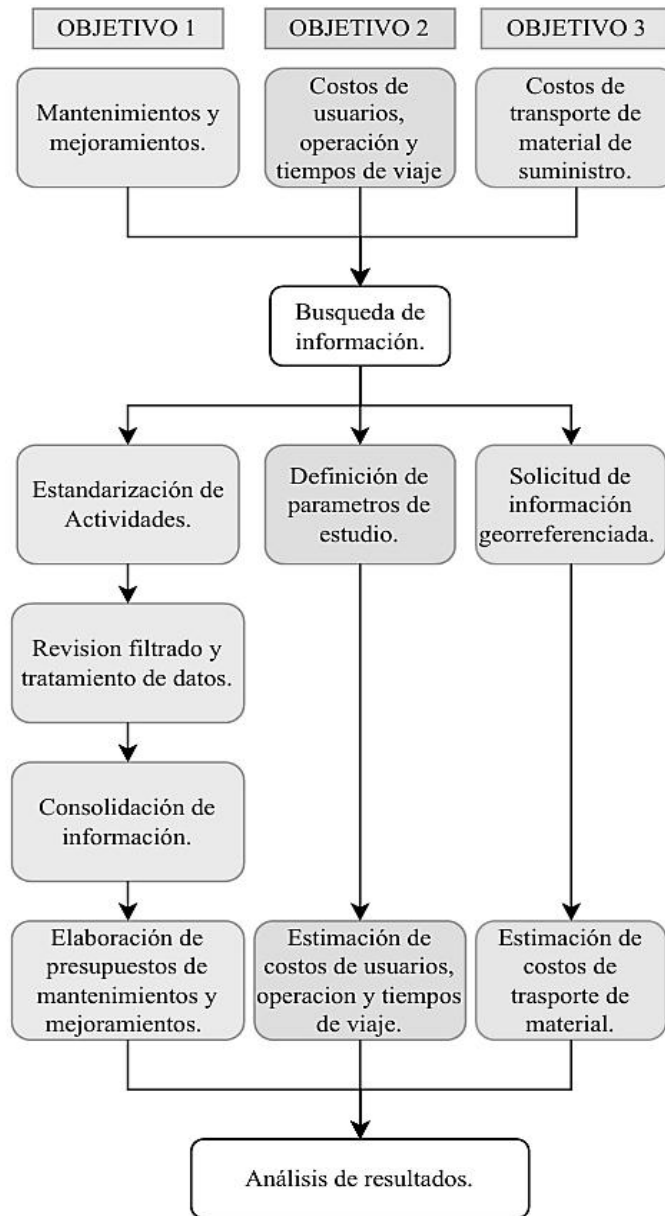 OBJETIVO 1
OBJETIVO 2
OBJETIVO 3
Mantenimientos y
mejoramientos.
Costos de
usuarios,
operación y
tiempos de viaje
Costos de
transporte de
material de
suministro.
Busqueda de
información.
Estandarización de
Actividades.
Definición de
parametros de
estudio.
Solicitud de
información
georreferenciada.
Revision filtrado y
tratamiento de datos.
Consolidación de
información.
Elaboración de
presupuestos de
mantenimientos y
mejoramientos.
Estimación de
costos de usuarios,
operacion y tiempos
de viaje.
Estimación de
costos de
trasporte de
material.
Análisis de resultados.